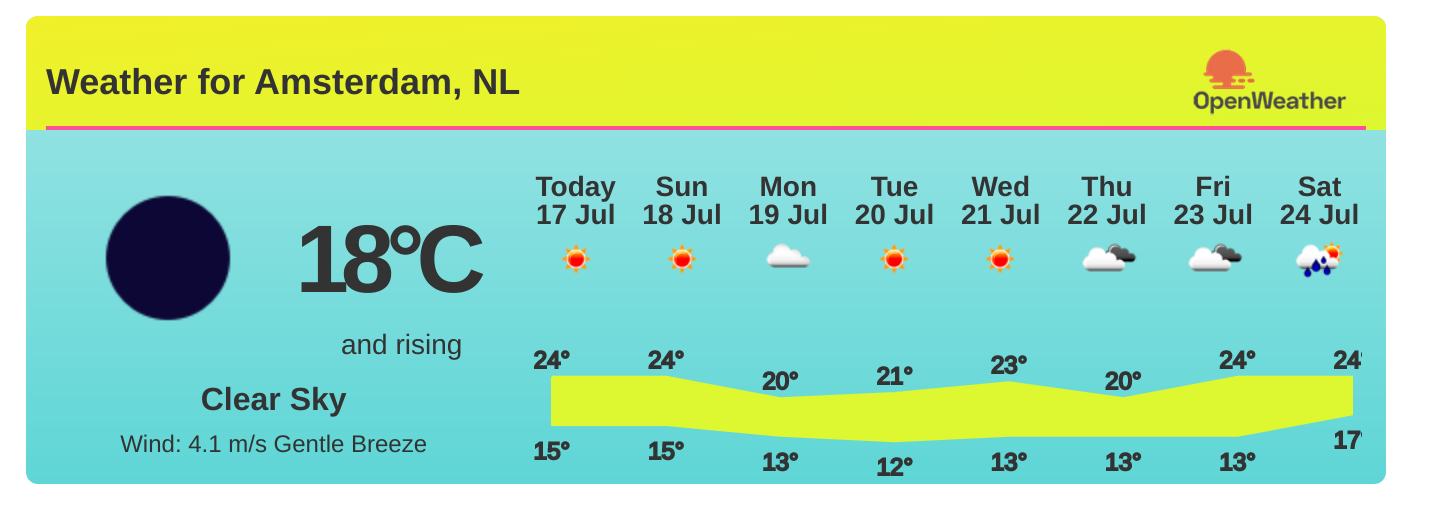 Weather for Amsterdam, NL
OpenWeather
18°C
and rising
Clear Sky
Wind: 4.1 m/s Gentle Breeze
Today Sun Mon Tue Wed Thu Fri Sat
17 Jul 18 Jul 19 Jul 20 Jul 21 Jul 22 Jul 23 Jul 24 Jul
24° 24° 20° 21° 23° 20° 24° 24°
15° 15° 13° 12° 13° 13° 13° 17